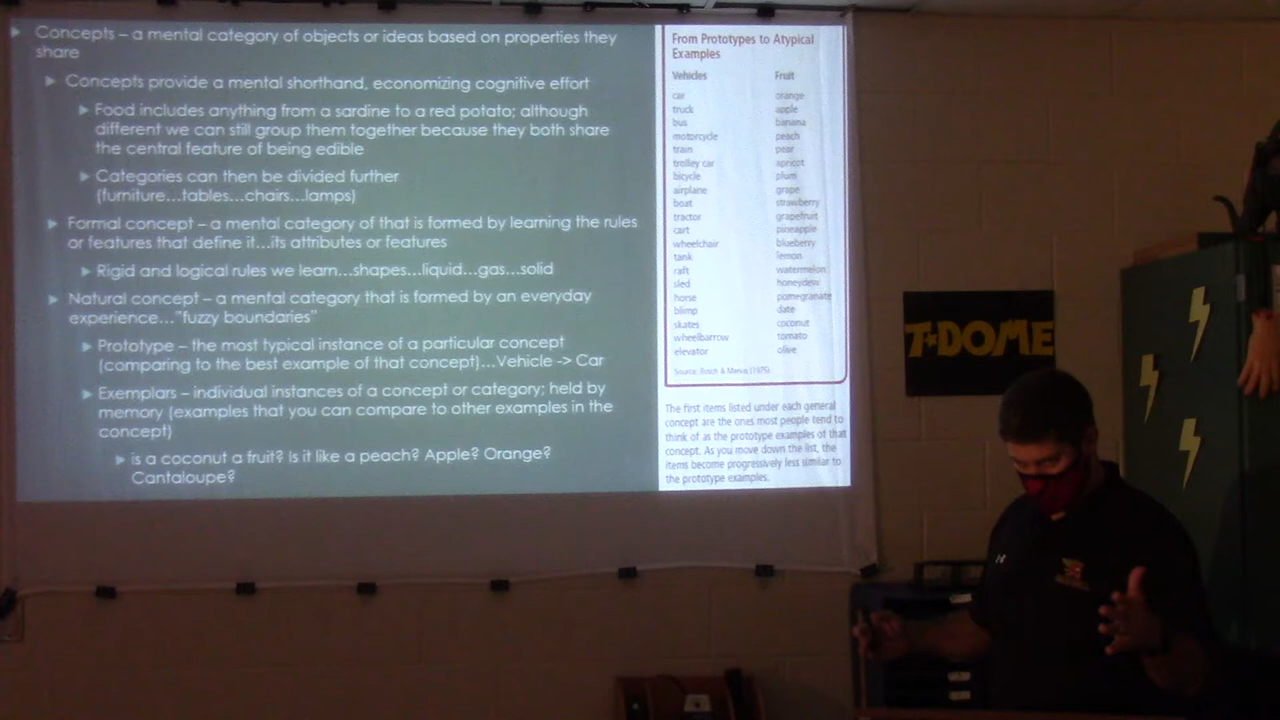 Concepts – a mental category of objects or ideas based on properties they
share
Concepts provide a mental shorthand, economizing cognitive effort
Food includes anything from a sardine to a red potato; although
different we can still group them together because they both share
the central feature of being edible
Categories can then be divided further
(furniture...tables...chairs...lamps)
Formal concept – a mental category of that is formed by learning the rules
or features that define it...its attributes or features
Rigid and logical rules we learn...shapes...liquid...gas...solid
Natural concept – a mental category that is formed by an everyday
experience..."fuzzy boundaries"
Prototype – the most typical instance of a particular concept
(comparing to the best example of that concept)...Vehicle -> Car
Exemplars – individual instances of a concept or category; held by
memory (examples that you can compare to other examples in the
concept)
is a coconut a fruit? Is it like a peach? Apple? Orange?
Cantaloupe?
From Prototypes to Atypical
Examples
Vehicles Fruit
car orange
truck apple
bus banana
motorcycle peach
train pear
trolley car apricot
bicycle plum
airplane grape
boat strawberry
tractor grapefruit
cart pineapple
wheelchair blueberry
tank lemon
raft watermelon
sled honeydew
horse pomegranate
blimp date
skates coconut
wheelbarrow tomato
elevator olive
Source: Rosch & Mervis (1975)
The first items listed under each general
concept are the ones most people tend to
think of as the prototype examples of that
concept. As you move down the list, the
items become progressively less similar to
the prototype examples.
T-DOME